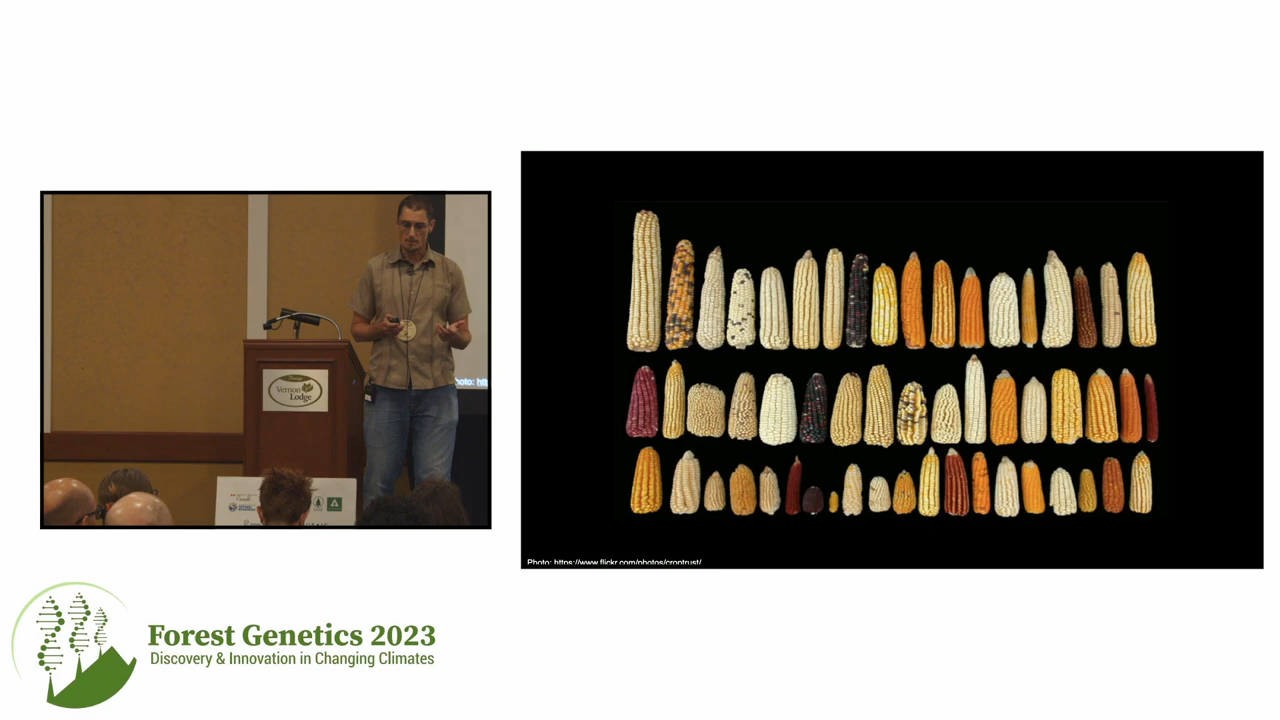 Vernon
Lodge
Photo: https://www.flickr.com/photos/croptrust/
Forest Genetics 2023
Discovery & Innovation in Changing Climates